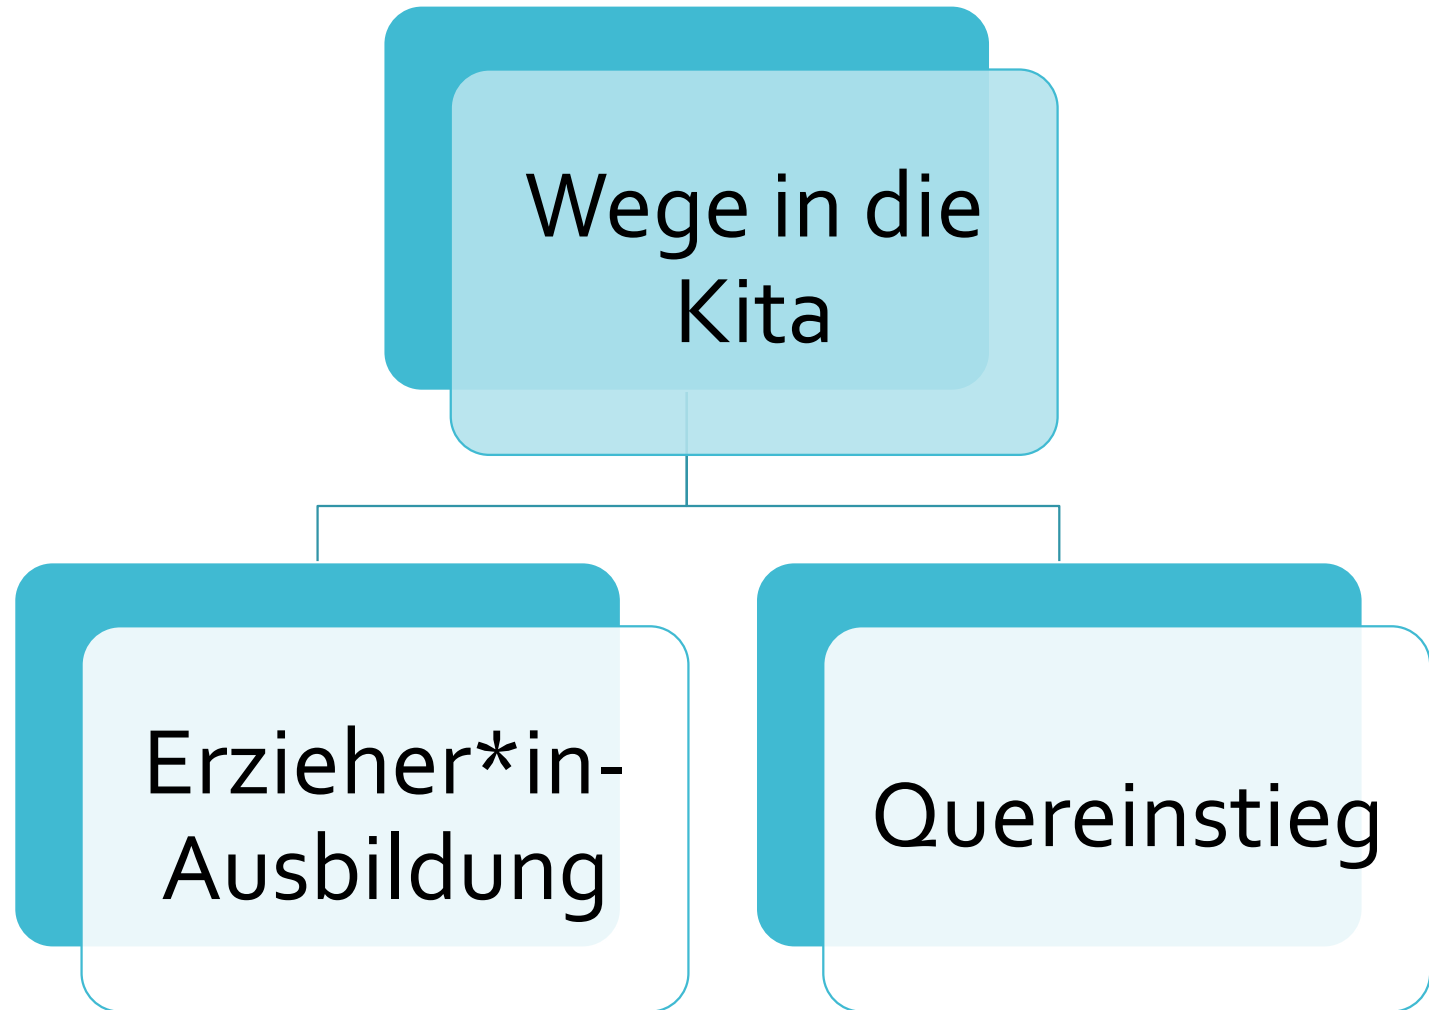 Wege in die
Kita
Erzieher*in-
Ausbildung
Quereinstieg